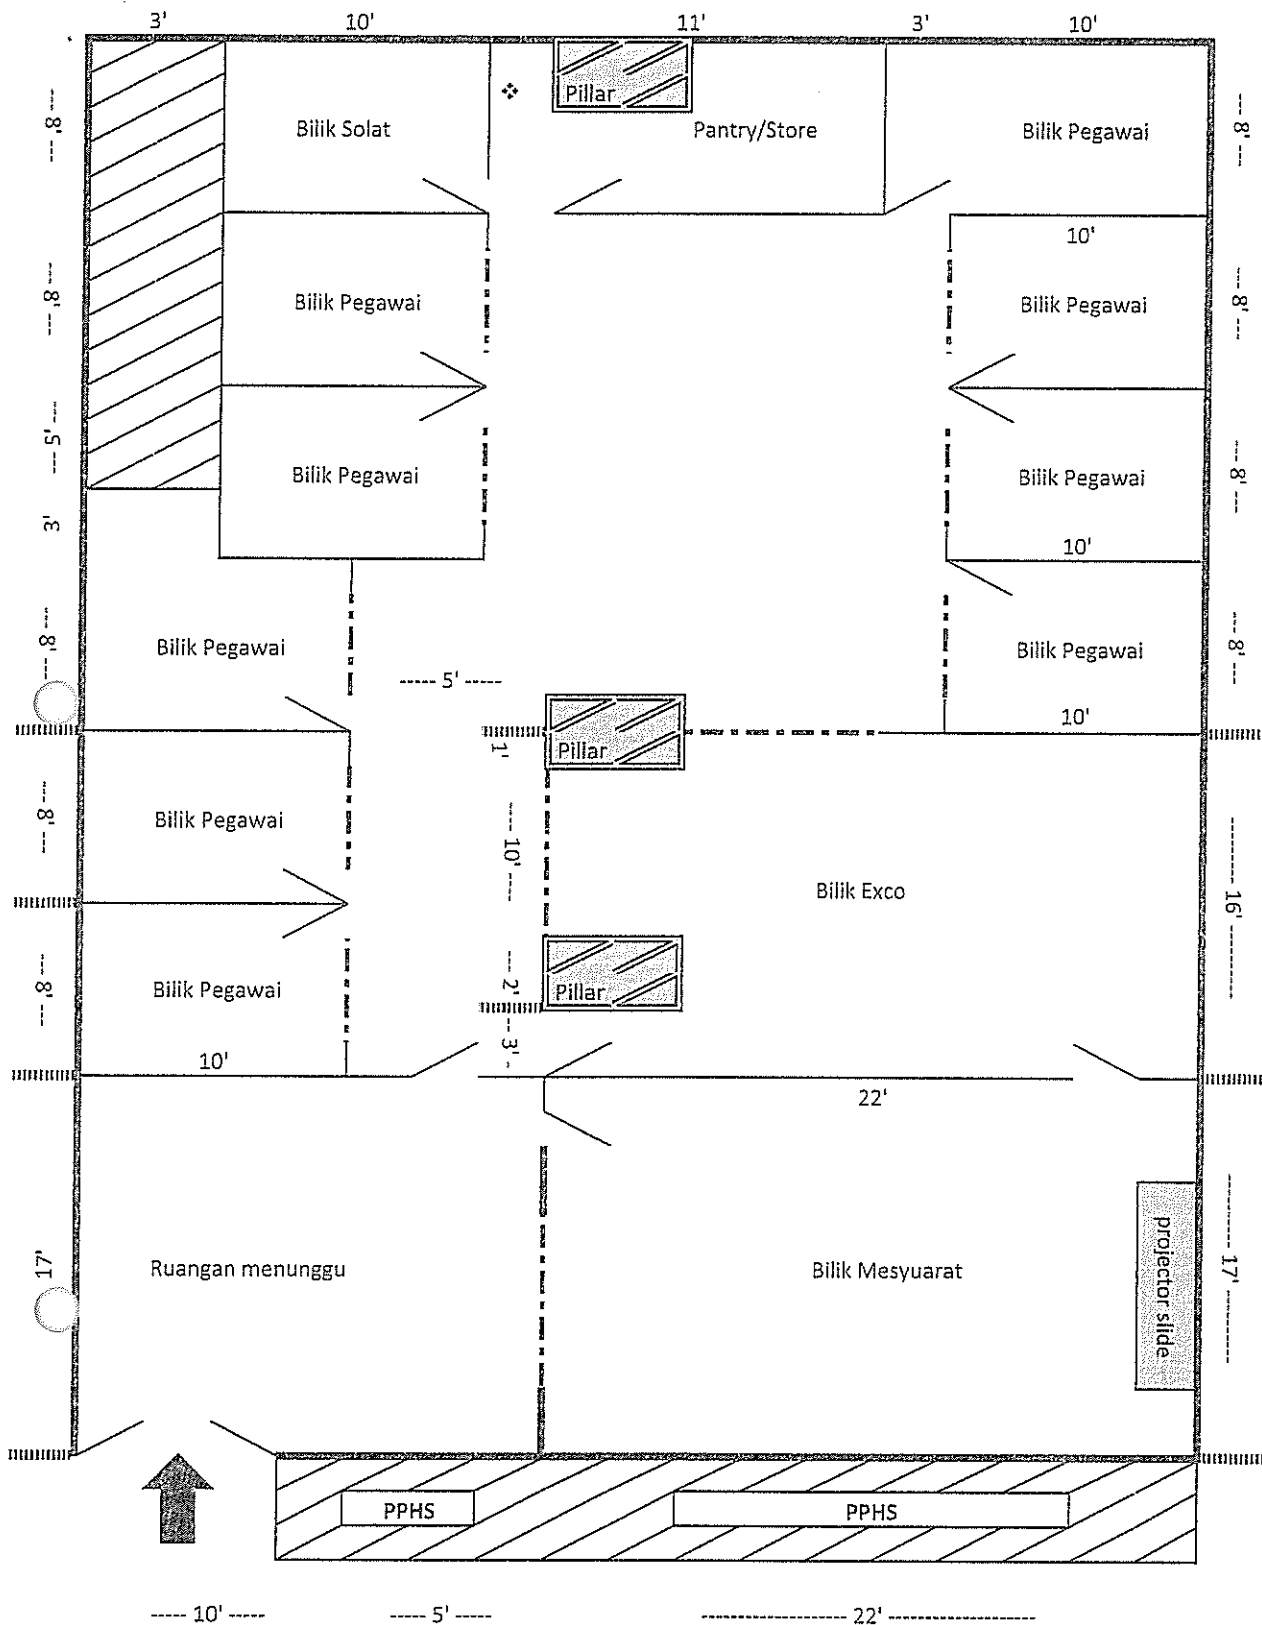 3' 10' 11' 3' 10'
Pillar
Bilik Solat
Pantry/Store
Bilik Pegawai
--- 8' ---
--- 8' ---
10'
Bilik Pegawai
Bilik Pegawai
--- 8' ---
--- 8' ---
Bilik Pegawai
Bilik Pegawai
--- 5' ---
--- 8' ---
3'
10'
Bilik Pegawai
Bilik Pegawai
--- 8' ---
--- 8' ---
----- 5' -----
10'
Pillar
1'
Bilik Pegawai
--- 8' ---
---- 10' ----
Bilik Exco
-------- 16' --------
Bilik Pegawai
--- 8' ---
Pillar
--- 2' ---
3' --
10'
22'
Ruangan menunggu
Bilik Mesyuarat
projector slide
17'
-------- 17' --------
PPHS
PPHS
----- 10' -----
----- 5' -----
----------------- 22' -----------------